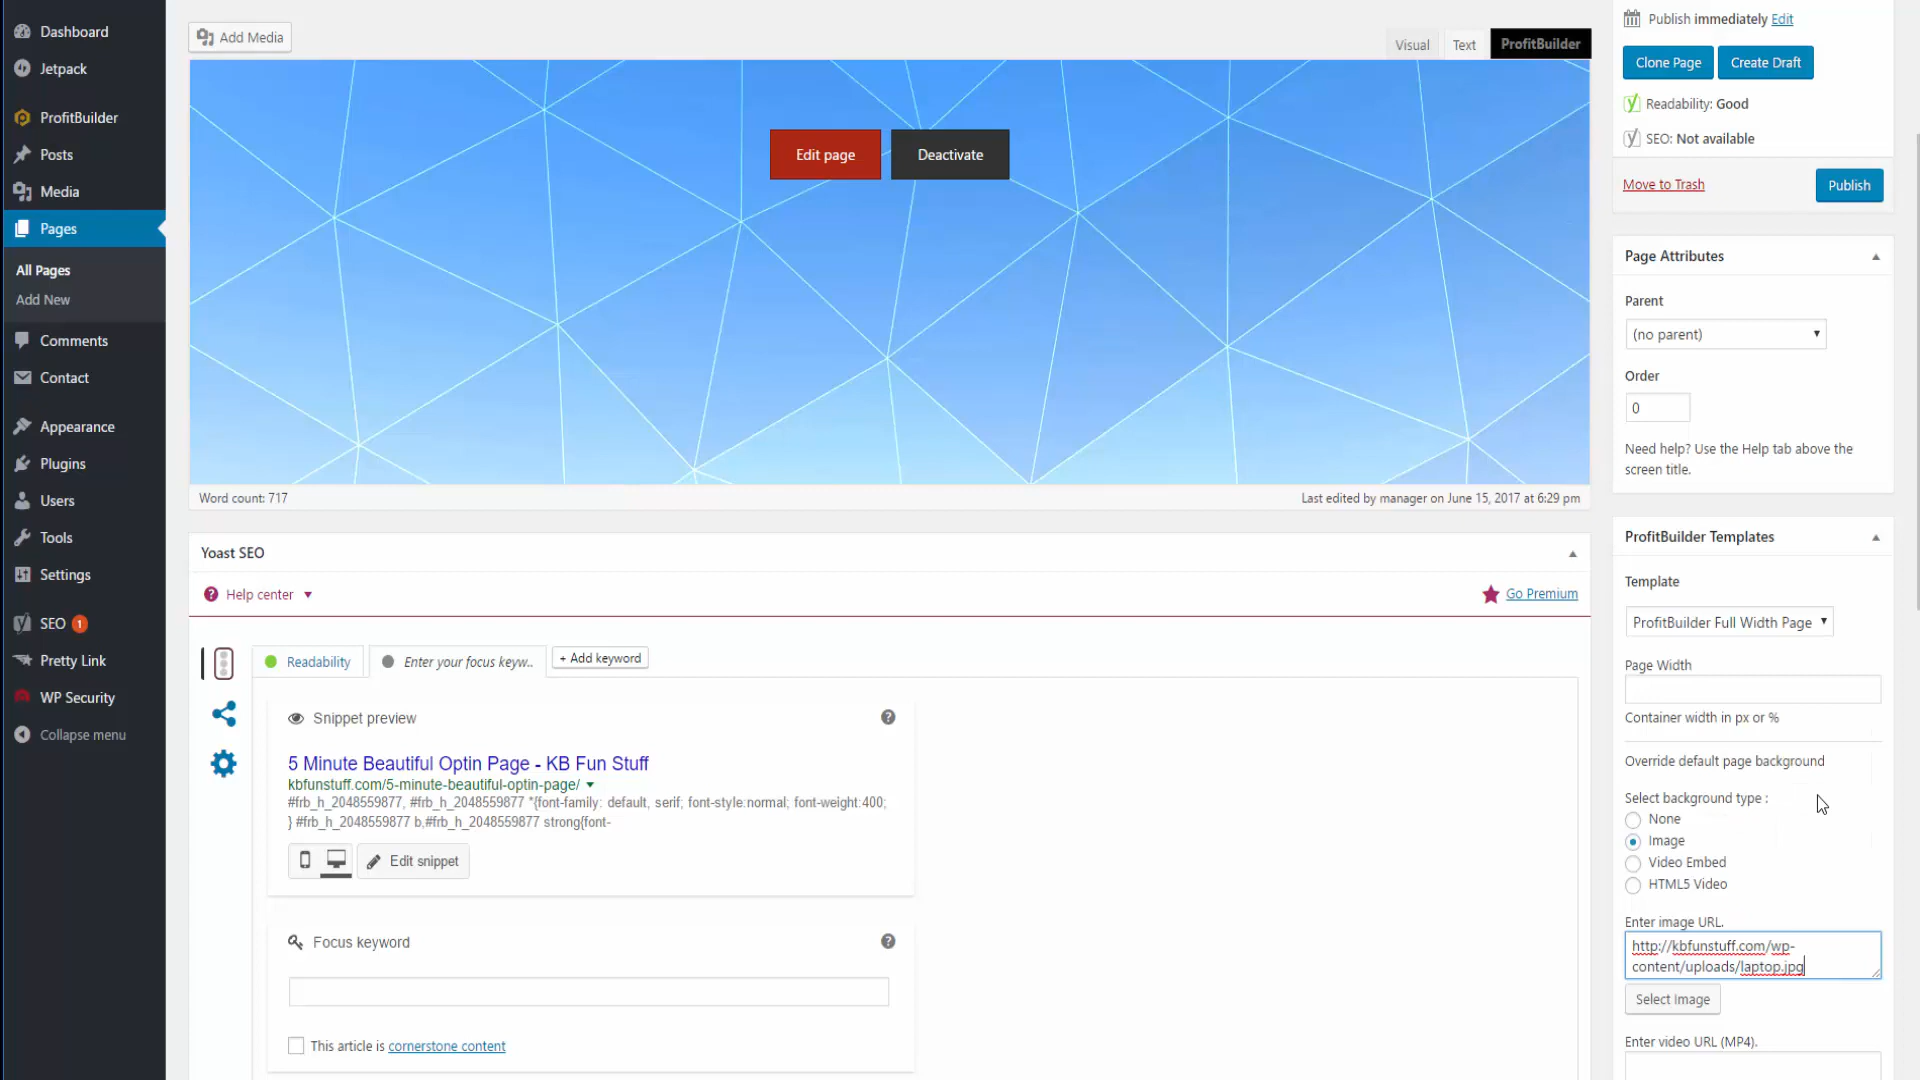 Dashboard
Jetpack
ProfitBuilder
Posts
Media
Pages
All Pages
Add New
Comments
Contact
Appearance
Plugins
Users
Tools
Settings
SEO 1
Pretty Link
WP Security
Collapse menu
Add Media
Visual Text ProfitBuilder
Edit page Deactivate
Word count: 717 Last edited by manager on June 15, 2017 at 6:29 pm
Yoast SEO
Help center
Go Premium
Readability Enter your focus keyw.. + Add keyword
Snippet preview
5 Minute Beautiful Optin Page - KB Fun Stuff
kbfunstuff.com/5-minute-beautiful-optin-page/
#frb_h_2048559877, #frb_h_2048559877 *{font-family: default, serif; font-style:normal; font-weight:400;
} #frb_h_2048559877 b,#frb_h_2048559877 strong{font-
Edit snippet
Focus keyword
This article is cornerstone content
Publish immediately Edit
Clone Page Create Draft
Readability: Good
SEO: Not available
Move to Trash Publish
Page Attributes
Parent
(no parent)
Order
0
Need help? Use the Help tab above the
screen title.
ProfitBuilder Templates
Template
ProfitBuilder Full Width Page
Page Width
Container width in px or %
Override default page background
Select background type :
None
Image
Video Embed
HTML5 Video
Enter image URL.
http://kbfunstuff.com/wp-
content/uploads/laptop.jpg
Select Image
Enter video URL (MP4).